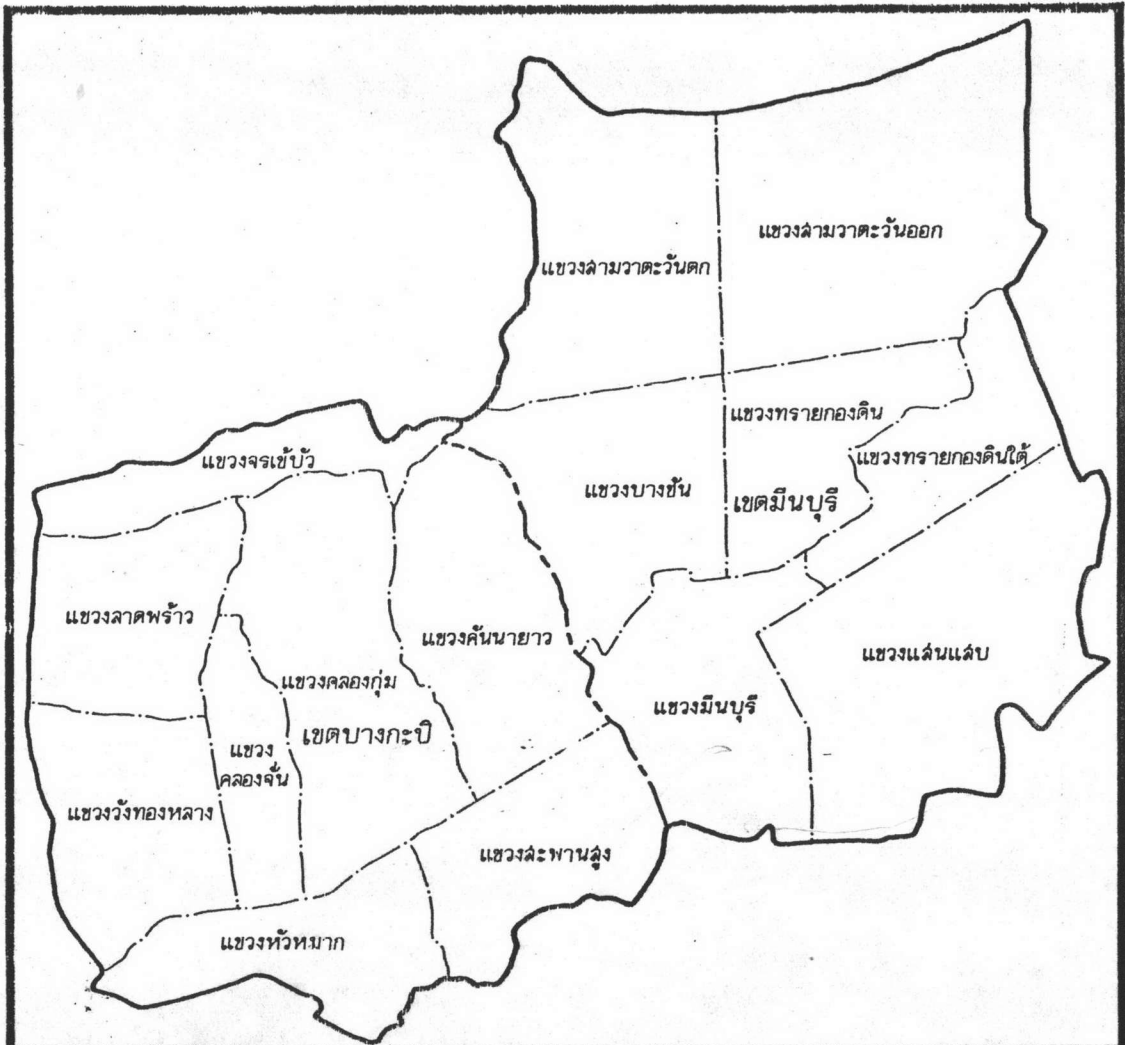 แขวงสามวาตะวันออก
แขวงสามวาตะวันตก
แขวงทรายกองดิน
แขวงจรเข้บัว
แขวงทรายกองดินใต้
แขวงบางชัน
เขตมีนบุรี
แขวงลาดพร้าว
แขวงคันนายาว
แขวงแสนแสบ
แขวงคลองกุ่ม
แขวงมีนบุรี
เขตบางกะปิ
แขวง
คลองจั่น
แขวงวังทองหลาง
แขวงสะพานสูง
แขวงหัวหมาก